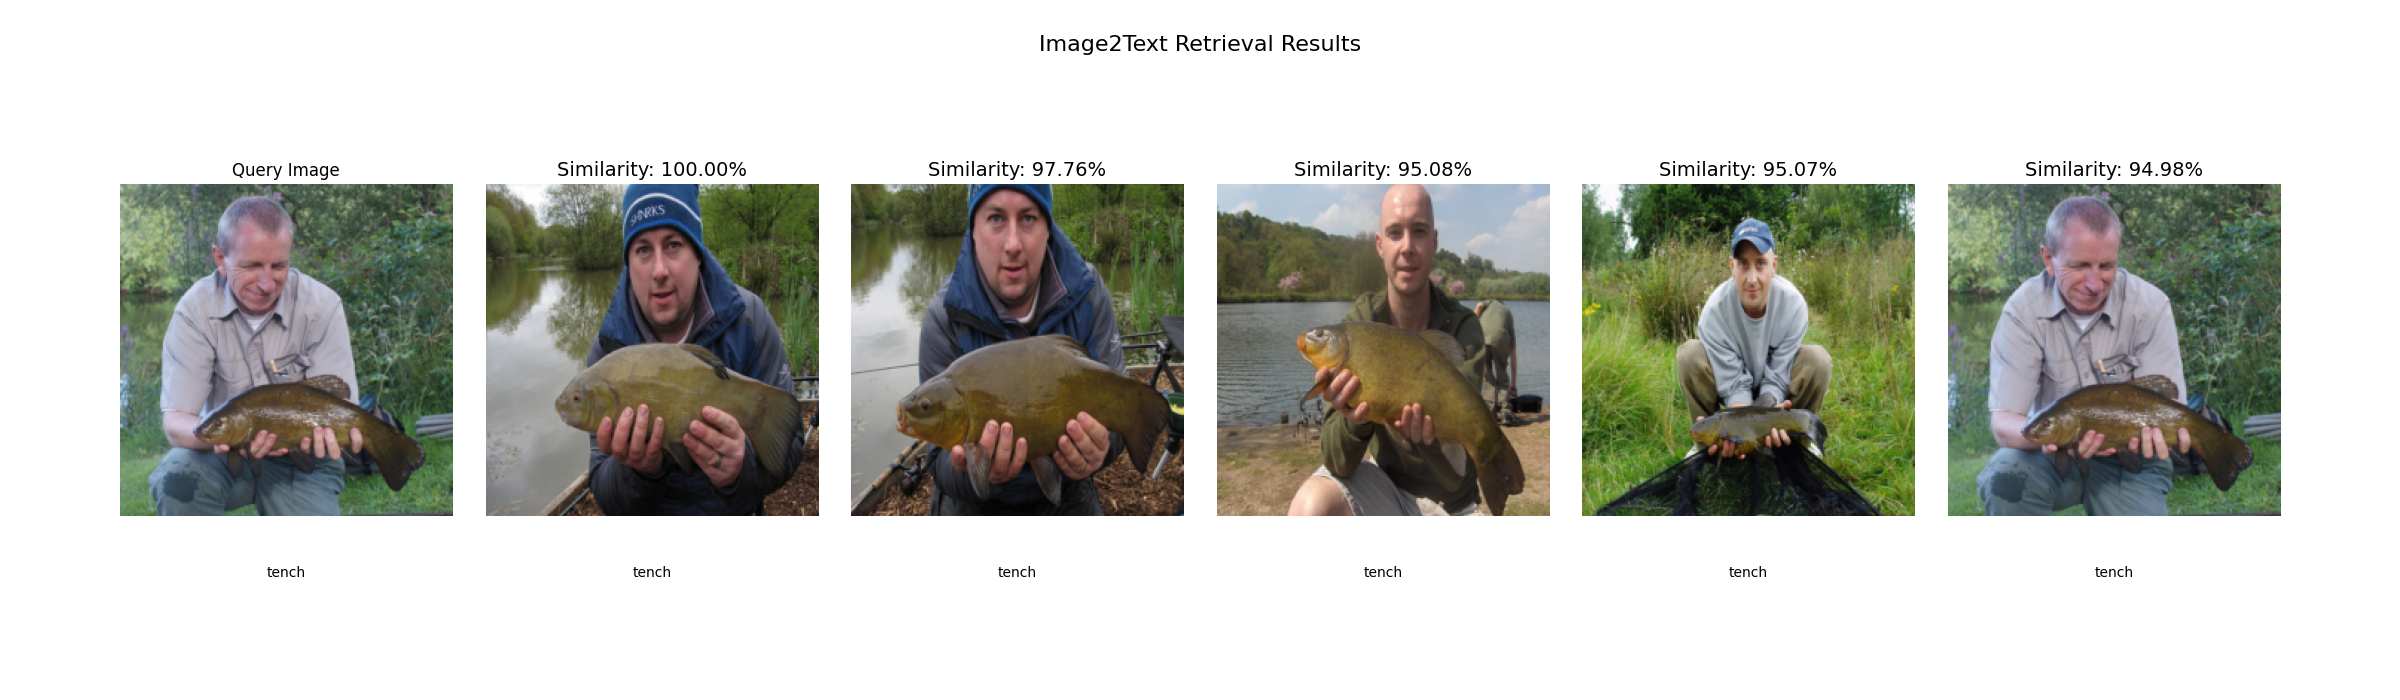 Image2Text Retrieval Results
Query Image
Similarity: 100.00%
Similarity: 97.76%
Similarity: 95.08%
Similarity: 95.07%
Similarity: 94.98%
SHARKS
tench
tench
tench
tench
tench
tench